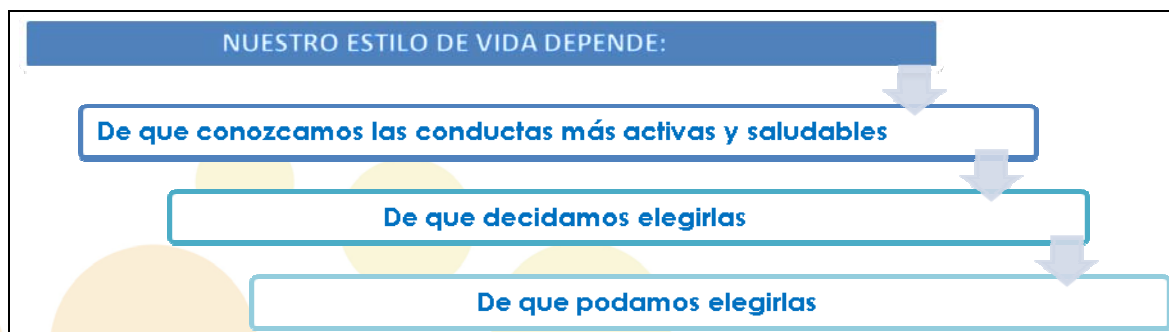 NUESTRO ESTILO DE VIDA DEPENDE:
De que conozcamos las conductas más activas y saludables
De que decidamos elegirlas
De que podamos elegirlas